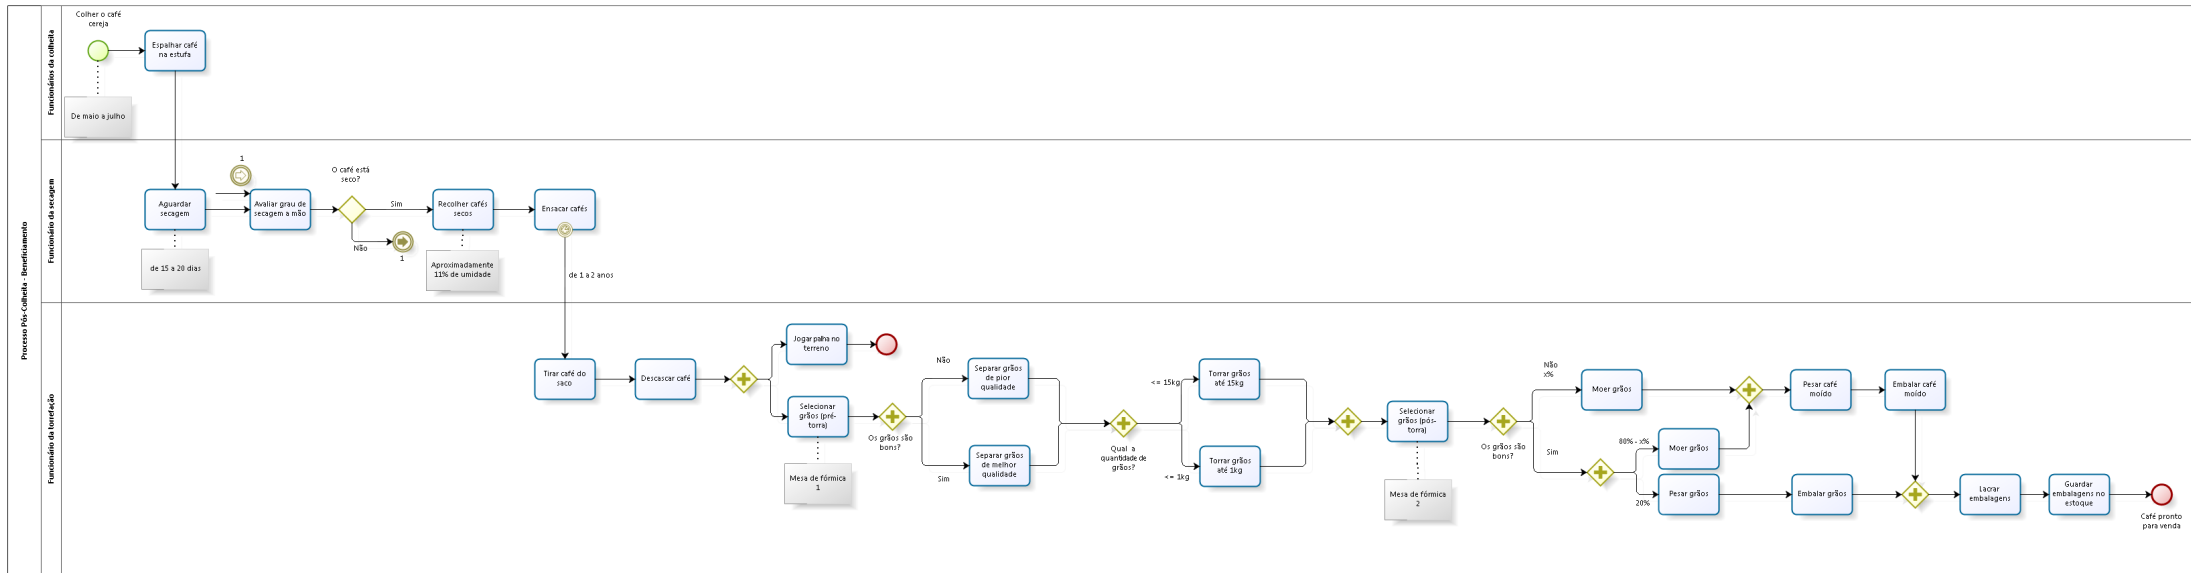 Processo Pós-Colheita - Beneficiamento
Funcionários da colheita
Colher o café
cereja
Espalhar café
na estufa
De maio a julho
Funcionário da secagem
Aguardar
secagem
de 15 a 20 dias
1
Avaliar grau de
secagem a mão
O café está
seco?
Sim
Não
1
Recolher cafés
secos
Aproximadamente
11% de umidade
Ensacar cafés
de 1 a 2 anos
Funcionário da torrefação
Tirar café do
saco
Descascar café
Jogar palha no
terreno
Selecionar
grãos (pré-
torra)
Mesa de fórmica
1
Os grãos são
bons?
Não
Separar grãos
de pior
qualidade
Sim
Separar grãos
de melhor
qualidade
Qual a
quantidade de
grãos?
<= 15kg
Torrar grãos
até 15kg
<= 1kg
Torrar grãos
até 1kg
Selecionar
grãos (pós-
torra)
Mesa de fórmica
2
Os grãos são
bons?
Não
x%
Moer grãos
Sim
80% - x%
Moer grãos
20%
Pesar grãos
Pesar café
moído
Embalar café
moído
Embalar grãos
Lacrar
embalagens
Guardar
embalagens no
estoque
Café pronto
para venda